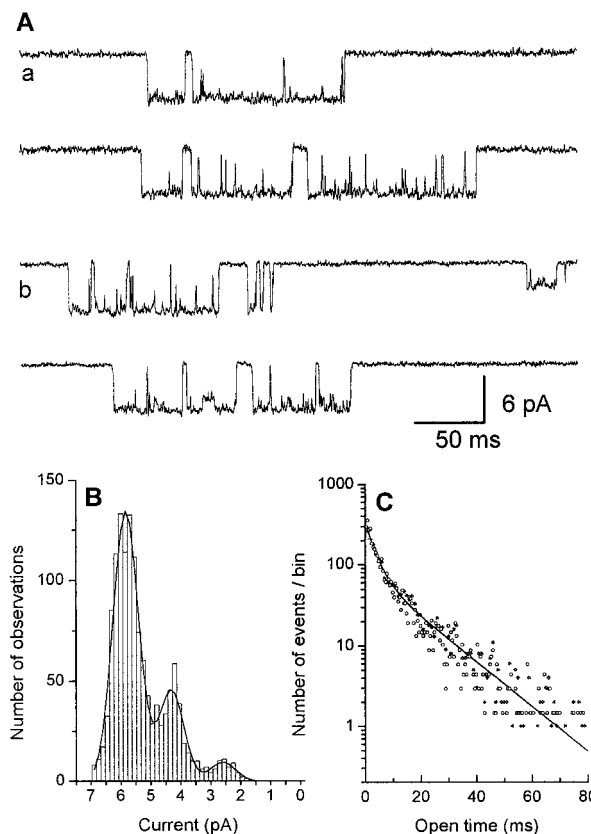 A
a
b
6 pA
50 ms
B
150
100
50
0
Number of observations
7 6 5 4 3 2 1 0
Current (pA)
C
1000
100
10
1
Number of events / bin
0 20 40 60 80
Open time (ms)